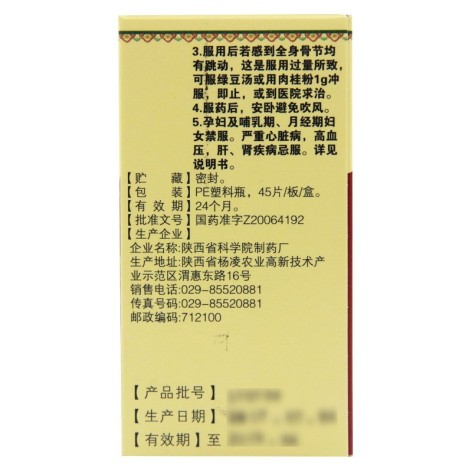 3.服用后若感到全身骨节均
有跳动，这是服用过量所致，
可服绿豆汤或用肉桂粉1g冲
服，即止，或到医院求治。
4.服药后，安卧避免吹风。
5.孕妇及哺乳期、月经期妇
女禁服。严重心脏病，高血
压，肝、肾疾病忌服。详见
说明书。
【贮 藏】密封。
【包 装】PE塑料瓶，45片/板/盒。
【有 效 期】24个月。
【批准文号】国药准字Z20064192
【生产企业】
企业名称:陕西省科学院制药厂
生产地址:陕西省杨凌农业高新技术产
业示范区渭惠东路16号
销售电话:029-85520881
传真号码:029-85520881
邮政编码:712100
【产品批号】
【生产日期】
【有效期】至